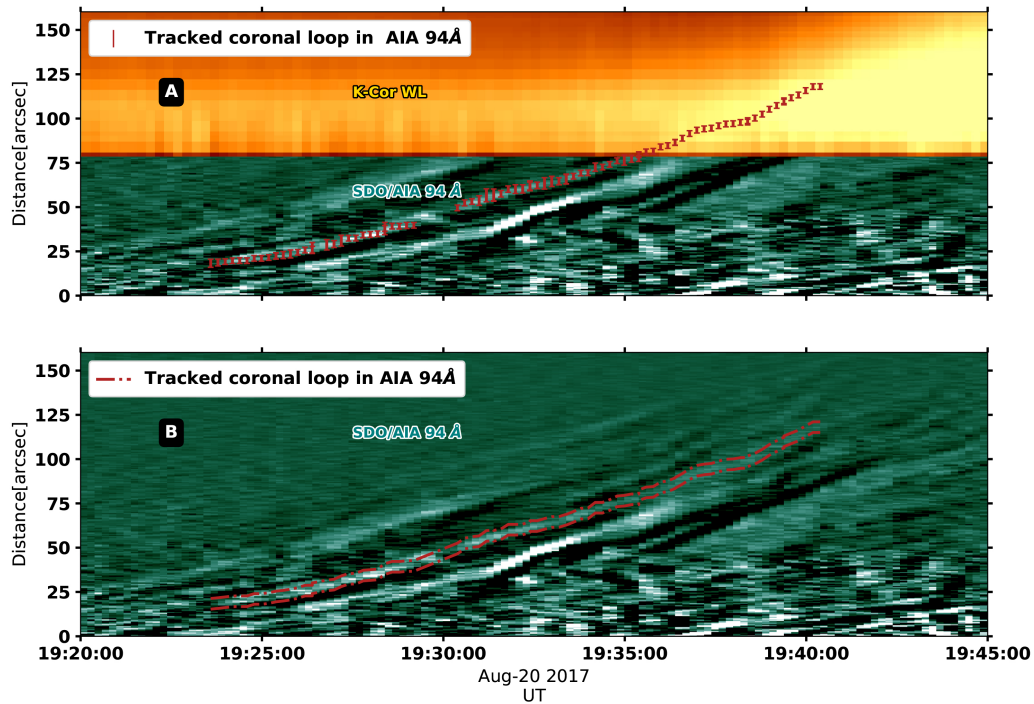 150
125
100
75
50
25
0
Distance[arcsec]
Tracked coronal loop in  AIA 94Å
A
K-Cor WL
SDO/AIA 94 Å
150
125
100
75
50
25
0
Distance[arcsec]
Tracked coronal loop in AIA 94Å
B
SDO/AIA 94 Å
19:20:00 19:25:00 19:30:00 19:35:00 19:40:00 19:45:00
Aug-20 2017
UT